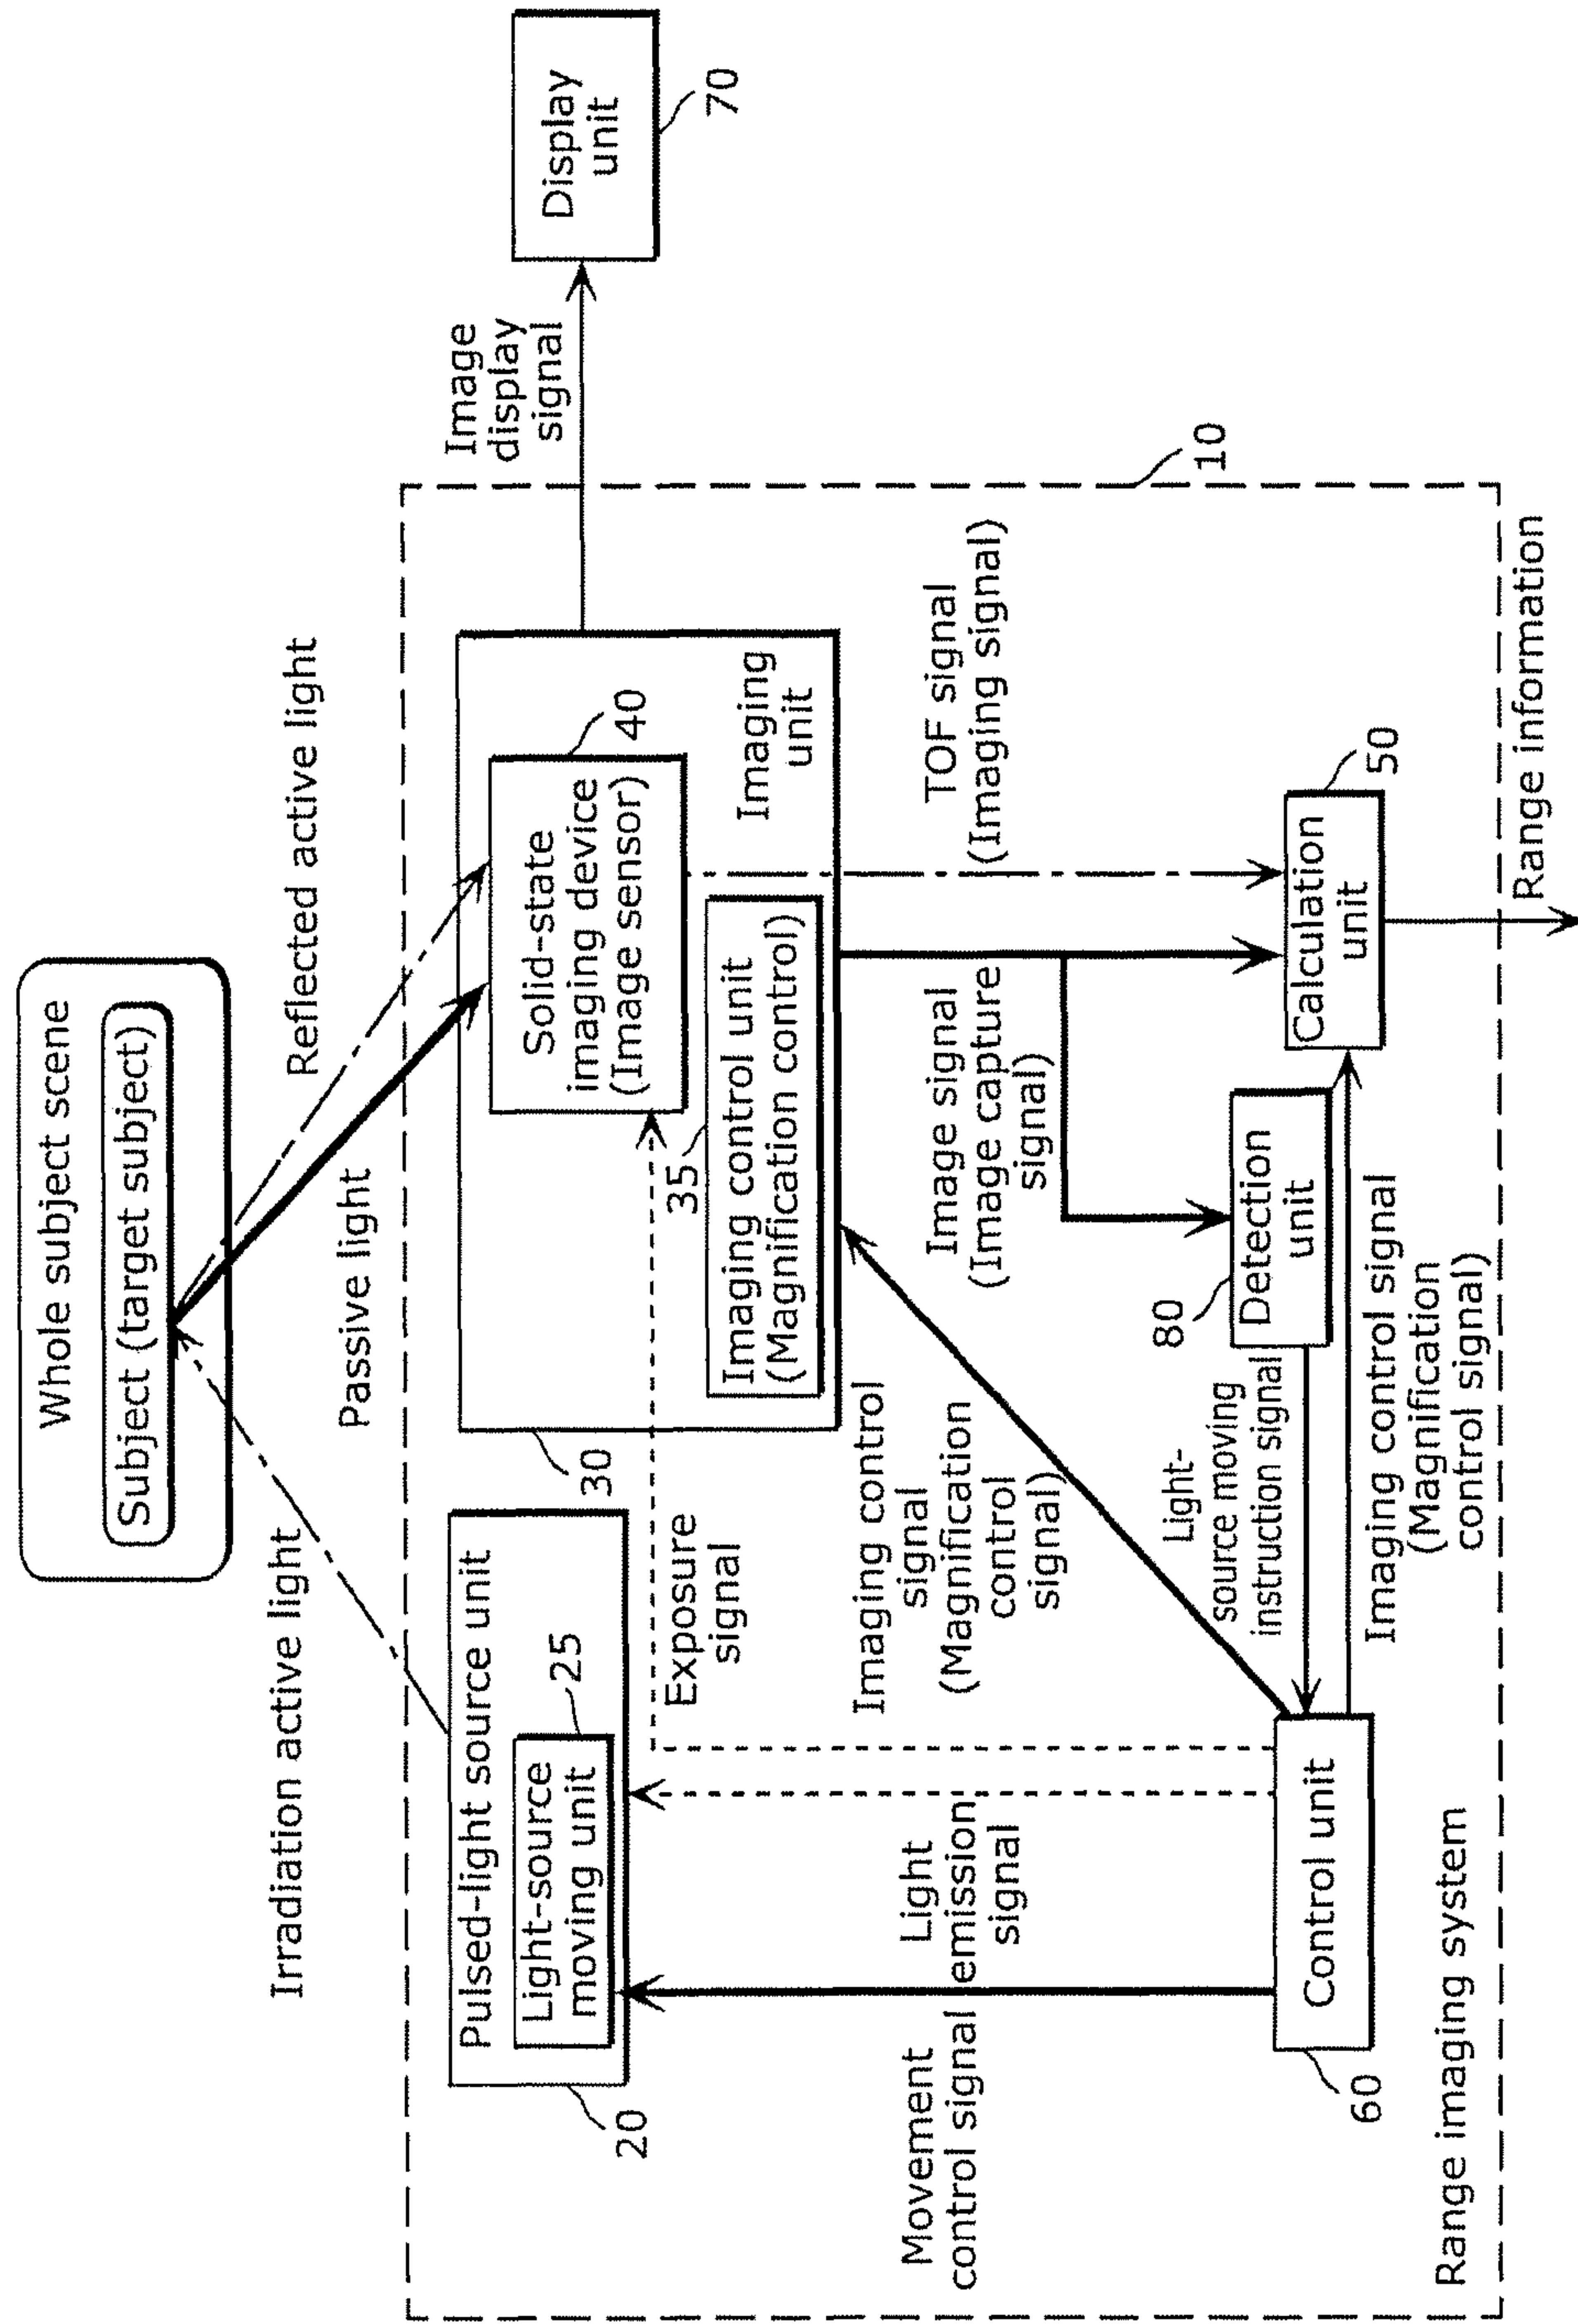 Whole subject scene
Subject (target subject)
Irradiation active light
Passive light
Reflected active light
Pulsed-light source unit
Light-source
moving unit
25
20
30
Solid-state
imaging device
(Image sensor)
40
35
Imaging control unit
(Magnification control)
Imaging
unit
Image
display
signal
Display
unit
70
10
Exposure
signal
Movement
control signal
Light
emission
signal
Imaging control
signal
(Magnification
control
signal)
Image signal
(Image capture
signal)
TOF signal
(Imaging signal)
Light-
source moving
instruction signal
80
Detection
unit
Calculation
unit
50
Control unit
60
Imaging control signal
(Magnification
control signal)
Range imaging system
Range information